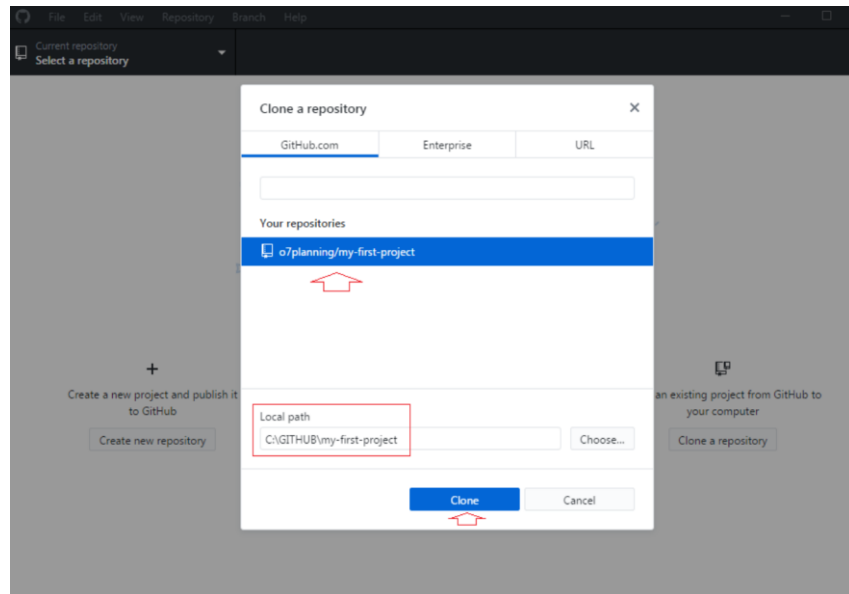 File Edit View Repository Branch Help
Current repository
Select a repository
Clone a repository
GitHub.com Enterprise URL
Your repositories
o7planning/my-first-project
Create a new project and publish it
to GitHub
Create new repository
an existing project from GitHub to
your computer
Clone a repository
Local path
C:\GITHUB\my-first-project
Choose...
Clone Cancel